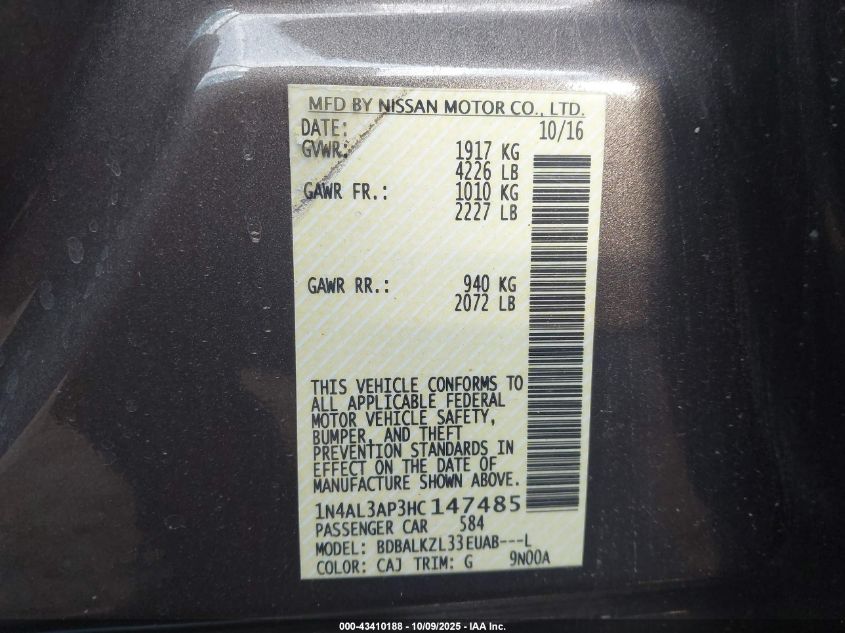 MFD BY NISSAN MOTOR CO., LTD.
DATE: 10/16
GVWR: 1917 KG
4226 LB
GAWR FR.: 1010 KG
2227 LB
GAWR RR.: 940 KG
2072 LB
THIS VEHICLE CONFORMS TO
ALL APPLICABLE FEDERAL
MOTOR VEHICLE SAFETY,
BUMPER, AND THEFT
PREVENTION STANDARDS IN
EFFECT ON THE DATE OF
MANUFACTURE SHOWN ABOVE.
1N4AL3AP3HC147485
PASSENGER CAR 584
MODEL: BDBALKZL33EUAB---L
COLOR: CAJ TRIM: G 9N00A
000-43410188 - 10/09/2025 - IAA Inc.